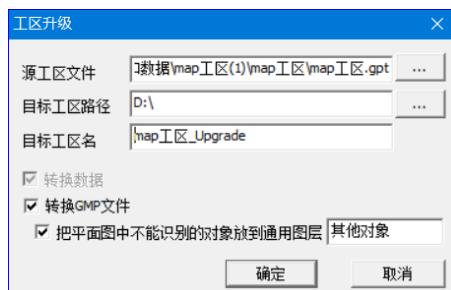 工区升级
源工区文件 数据\map工区(1)\map工区\map工区.gpt ...
目标工区路径 D:\ ...
目标工区名 map工区_Upgrade
转换数据
转换GMP文件
把平面图中不能识别的对象放到通用图层 其他对象
确定 取消